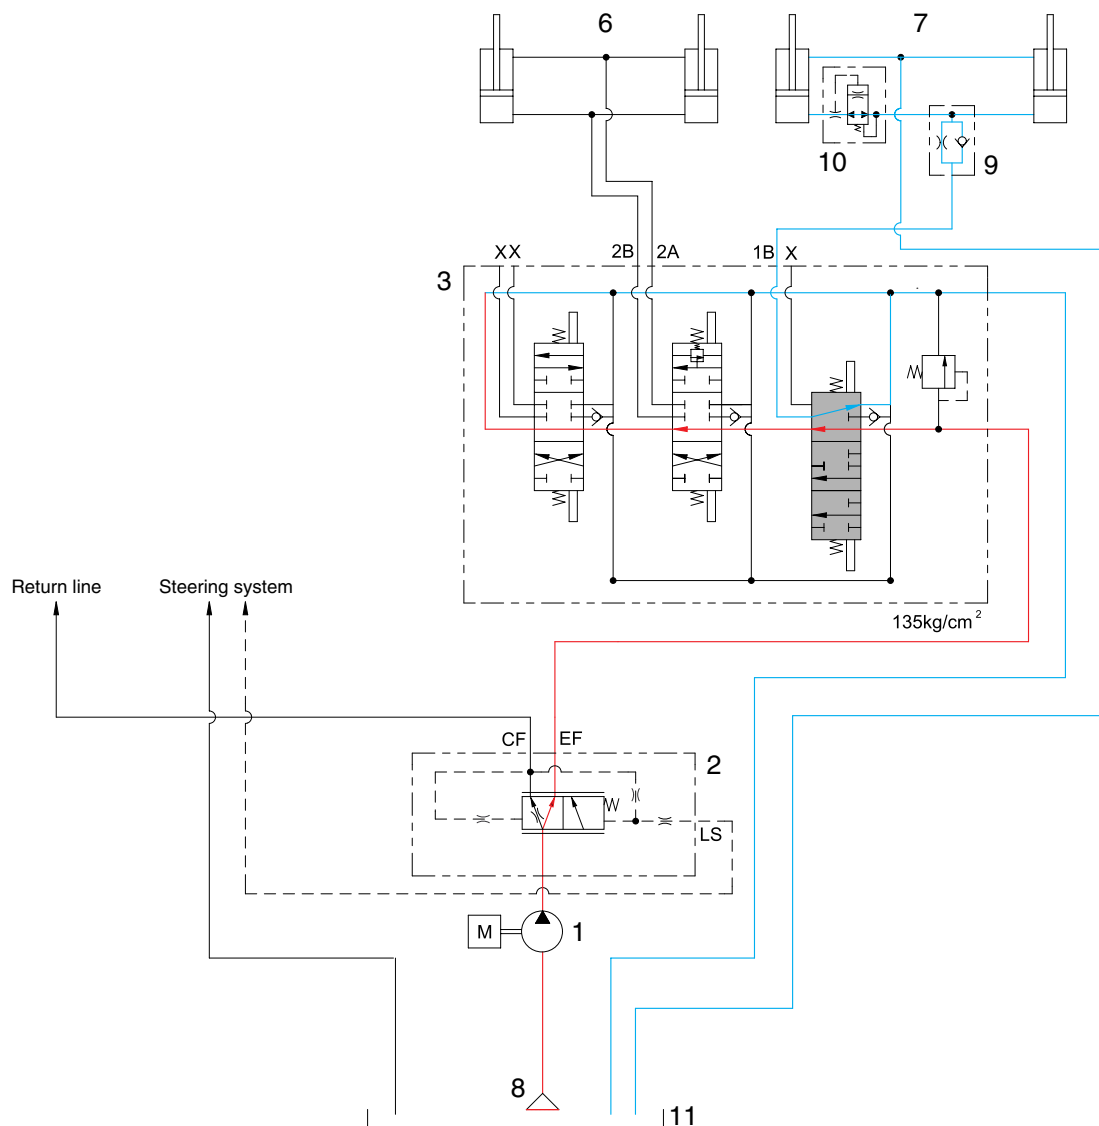 6
7
10
9
X X
2B
2A
1B
X
3
Return line
Steering system
135kg/cm²
CF
EF
2
LS
M
1
8
11